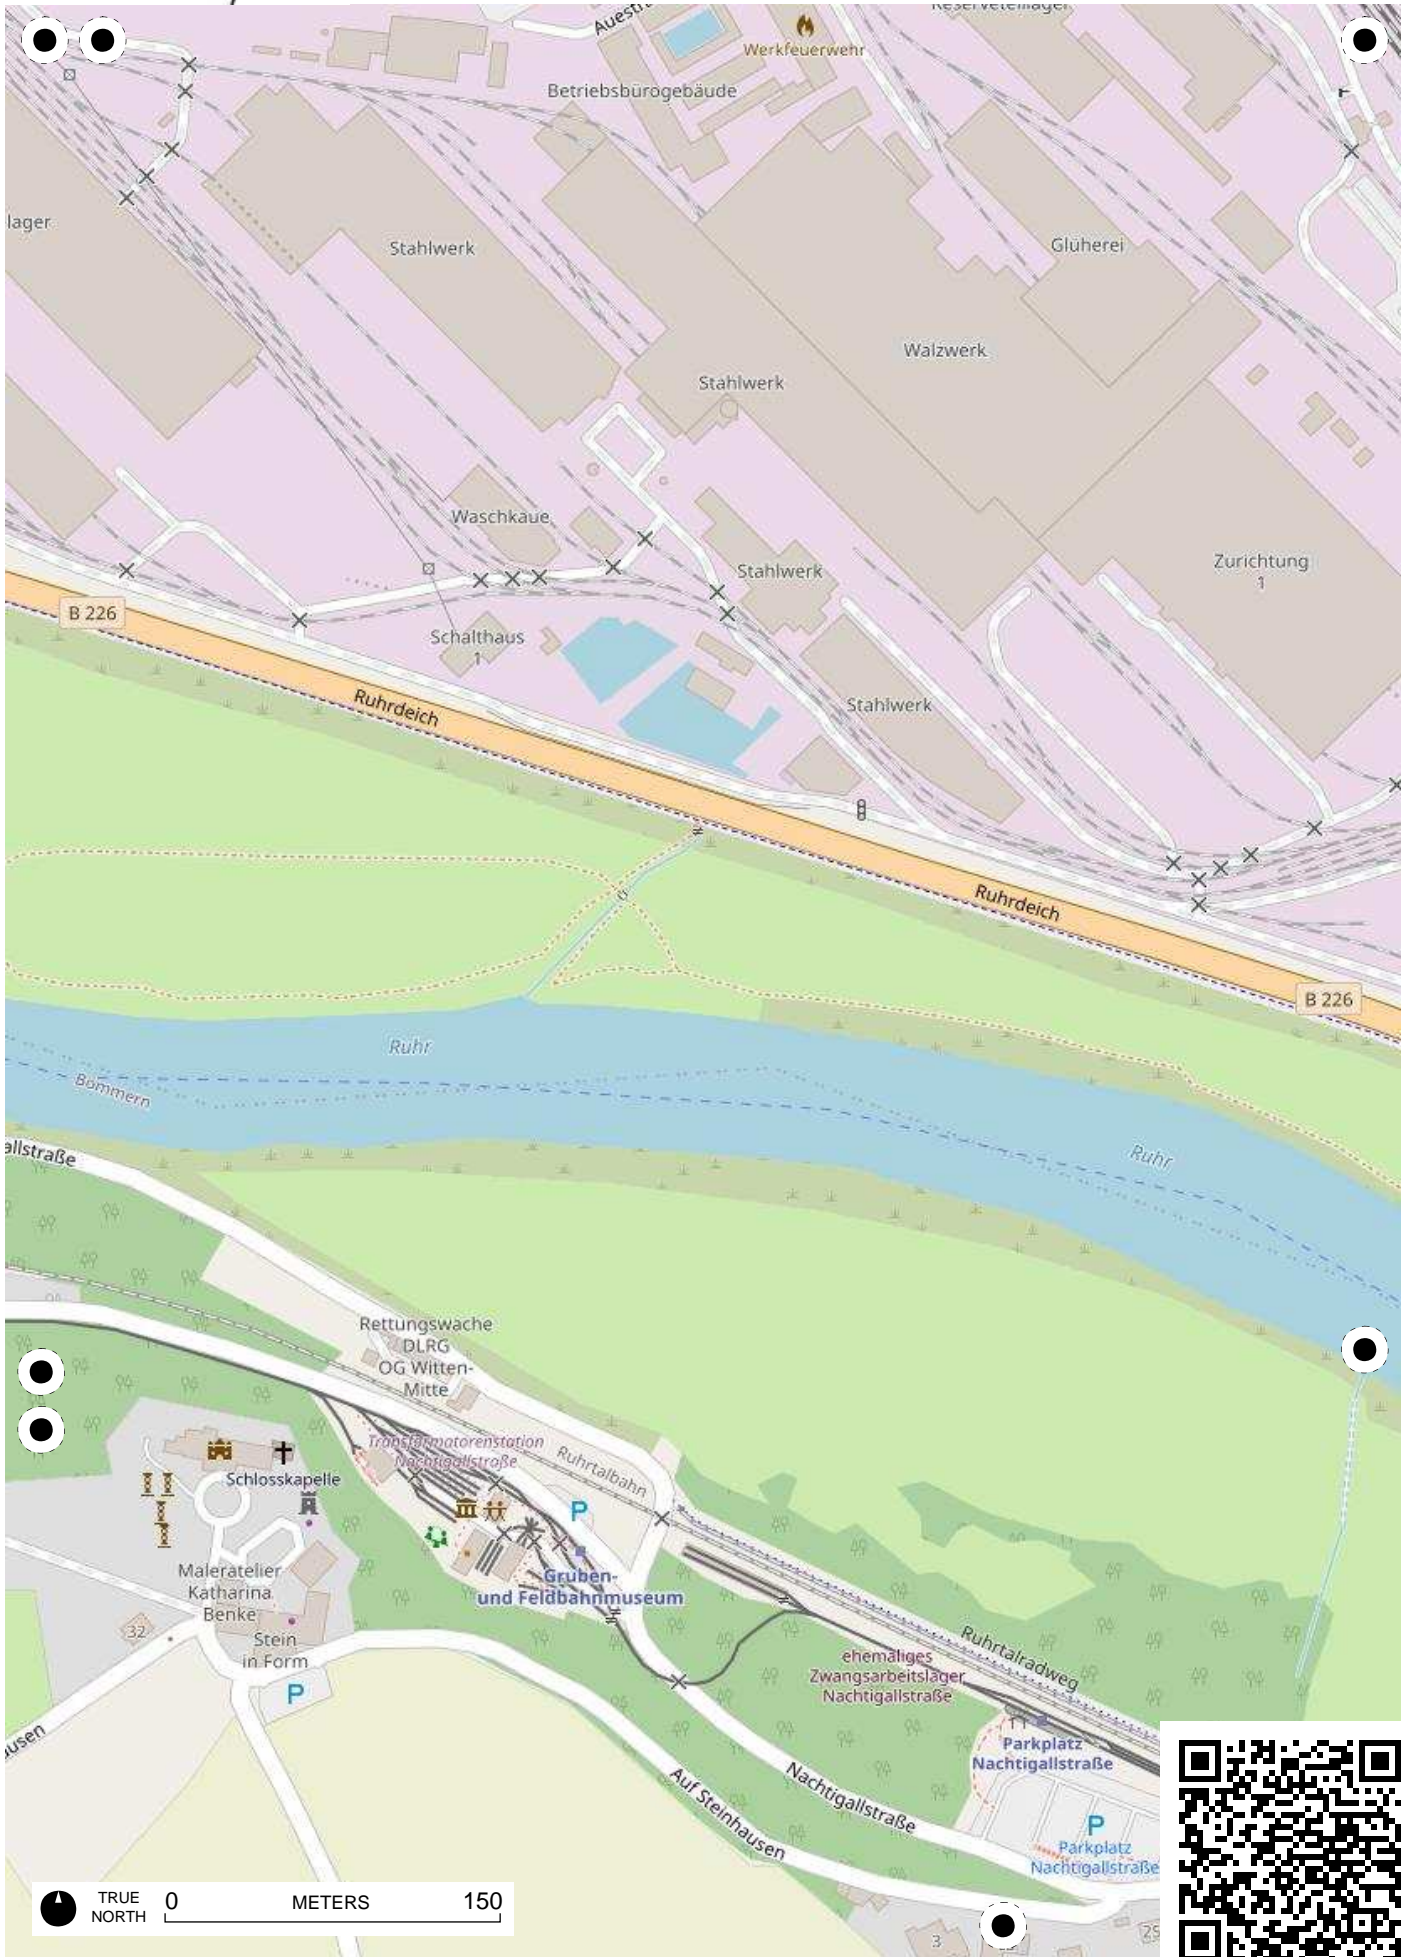 Werkfeuerwehr
Betriebsbürogebäude
lager
Stahlwerk
Glüherei
Walzwerk
Stahlwerk
Waschkaue
Stahlwerk
Zurichtung
1
B 226
Schalthaus
1
Ruhrdeich
Stahlwerk
Ruhrdeich
B 226
Ruhr
Bommern
Ruhr
allstraße
Rettungswache
DLRG
OG Witten-
Mitte
Transformatorenstation
Nachtigallstraße
Ruhrtalbahn
Schlosskapelle
P
Maleratelier
Katharina
Benke
Gruben-
und Feldbahnmuseum
32
Stein
in Form
P
Ruhrtalradweg
ehemaliges
Zwangsarbeitslager
Nachtigallstraße
ausen
Parkplatz
Nachtigallstraße
Auf Steinhausen
Nachtigallstraße
P
Parkplatz
Nachtigallstraße
TRUE
NORTH
0 METERS 150
3